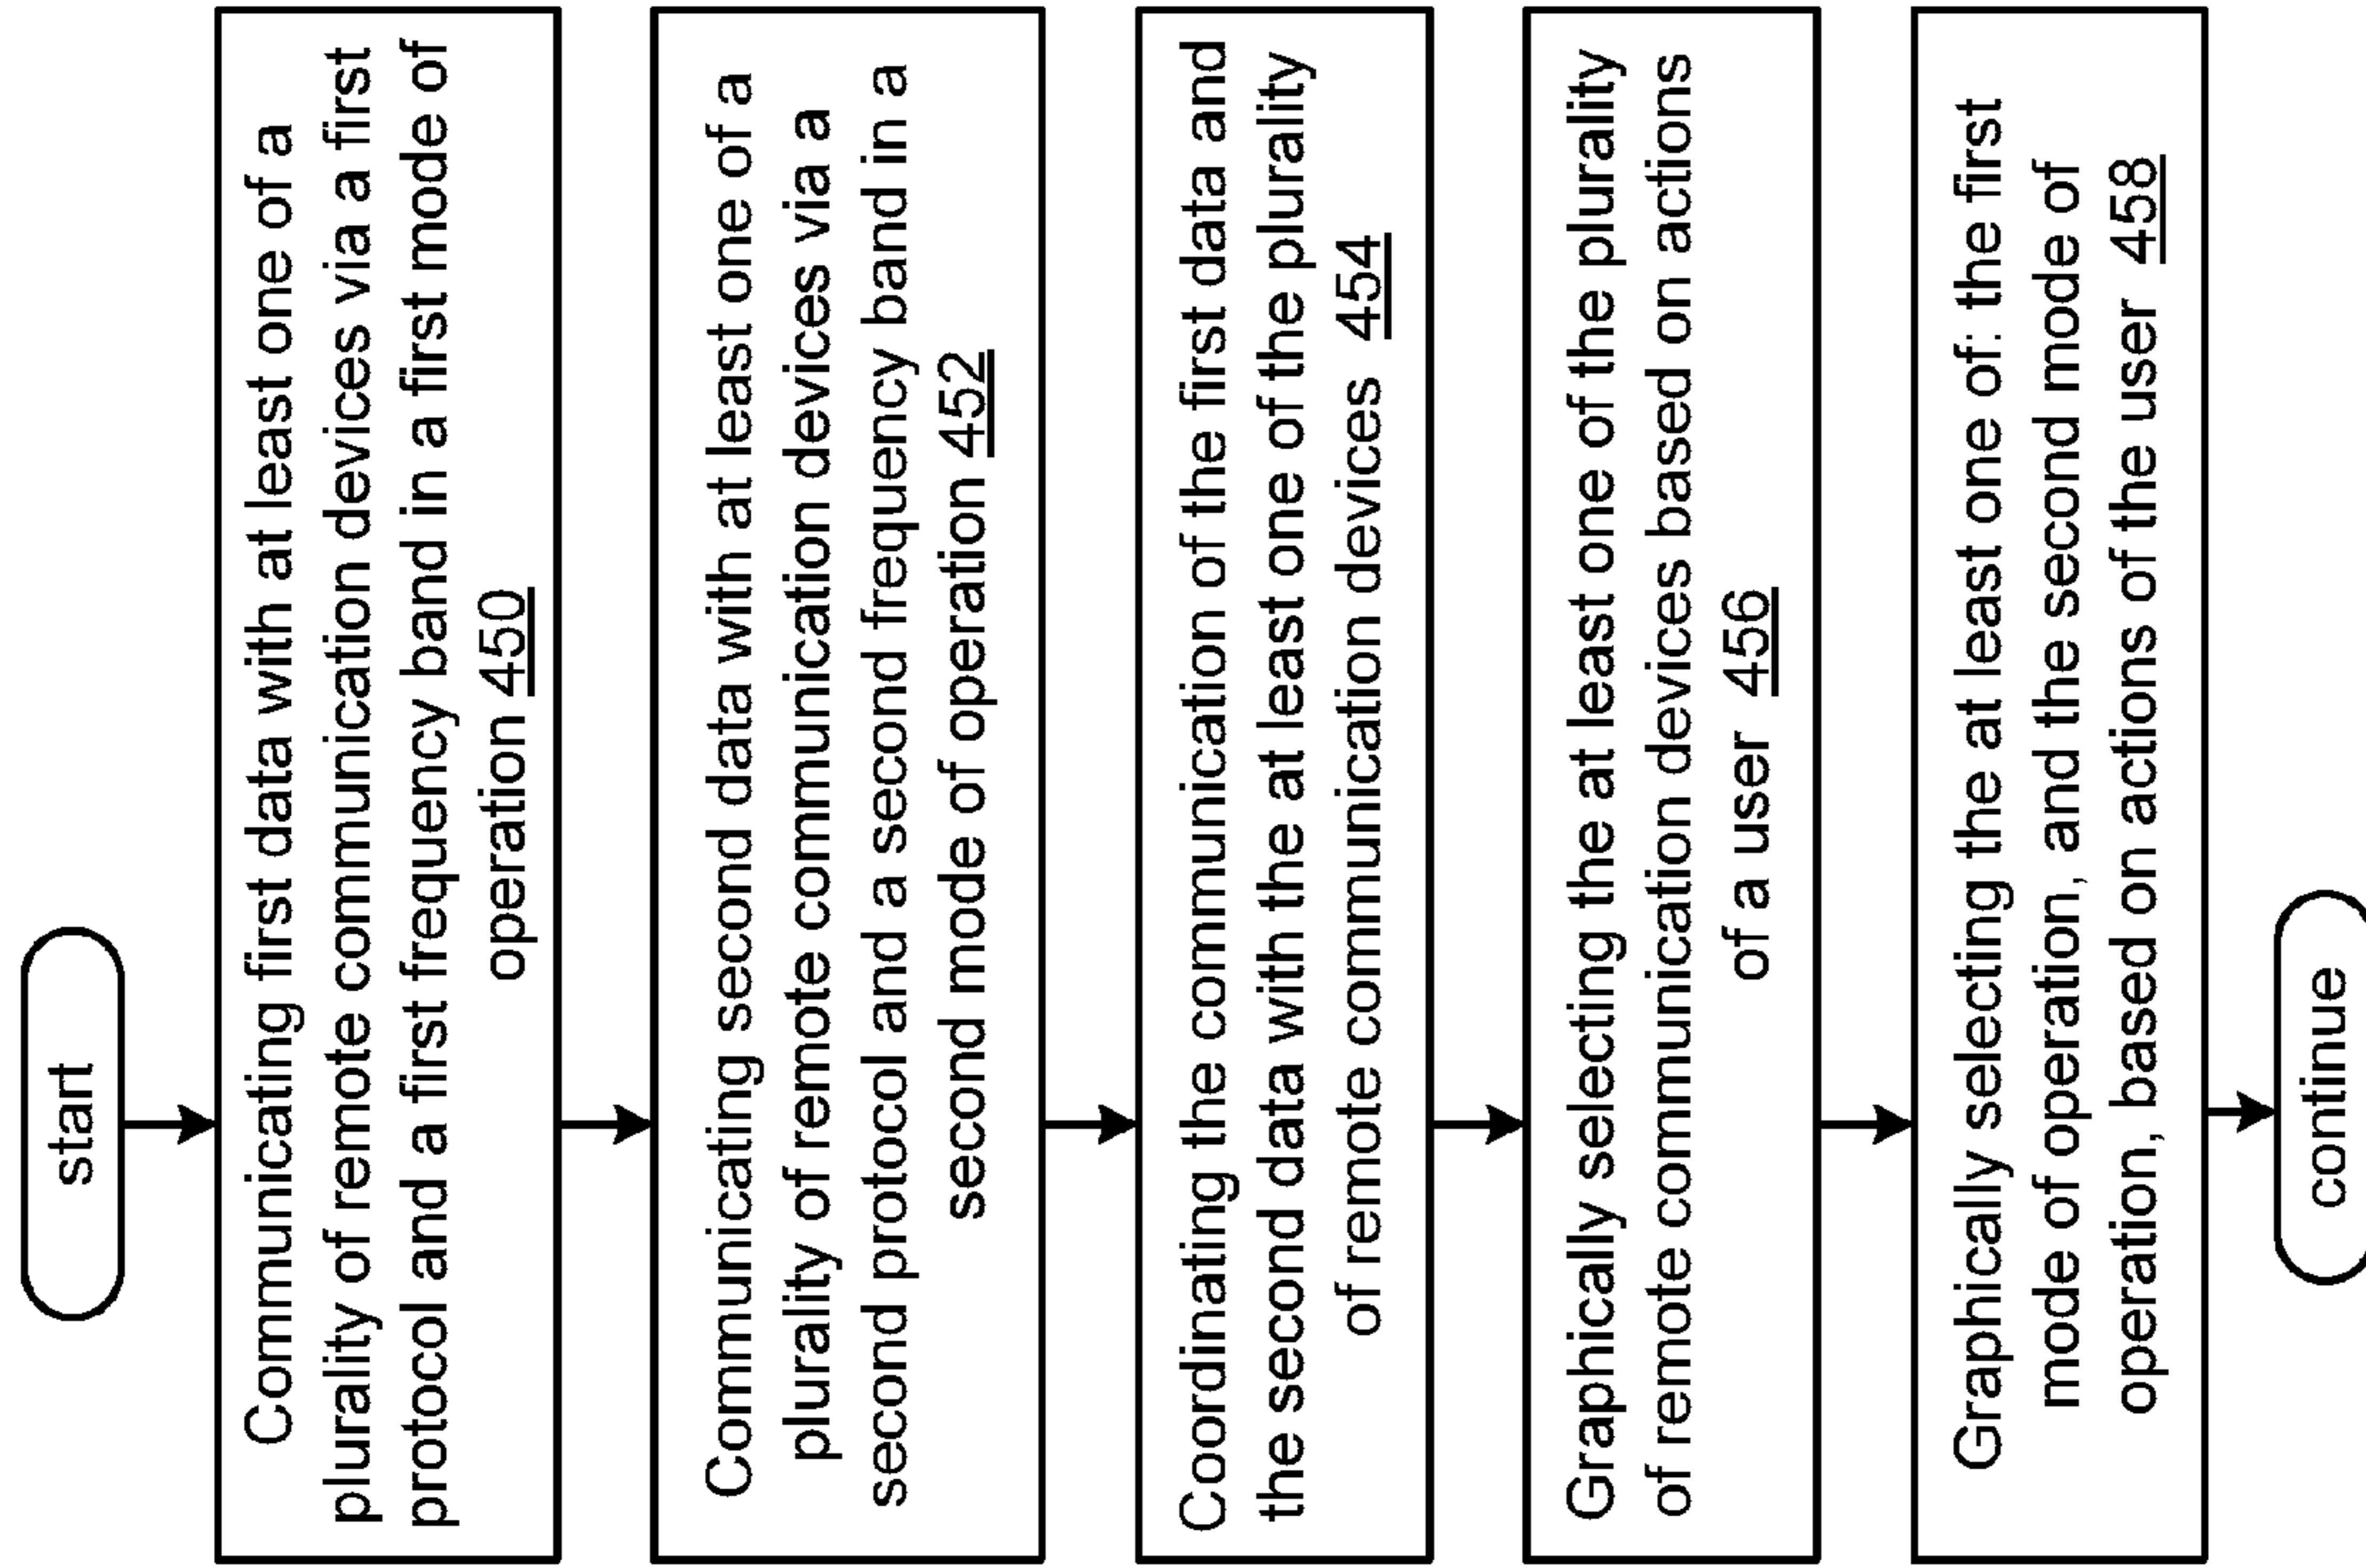 start
Communicating first data with at least one of a
plurality of remote communication devices via a first
protocol and a first frequency band in a first mode of
operation 450
Communicating second data with at least one of a
plurality of remote communication devices via a
second protocol and a second frequency band in a
second mode of operation 452
Coordinating the communication of the first data and
the second data with the at least one of the plurality
of remote communication devices 454
Graphically selecting the at least one of the plurality
of remote communication devices based on actions
of a user 456
Graphically selecting the at least one of: the first
mode of operation, and the second mode of
operation, based on actions of the user 458
continue